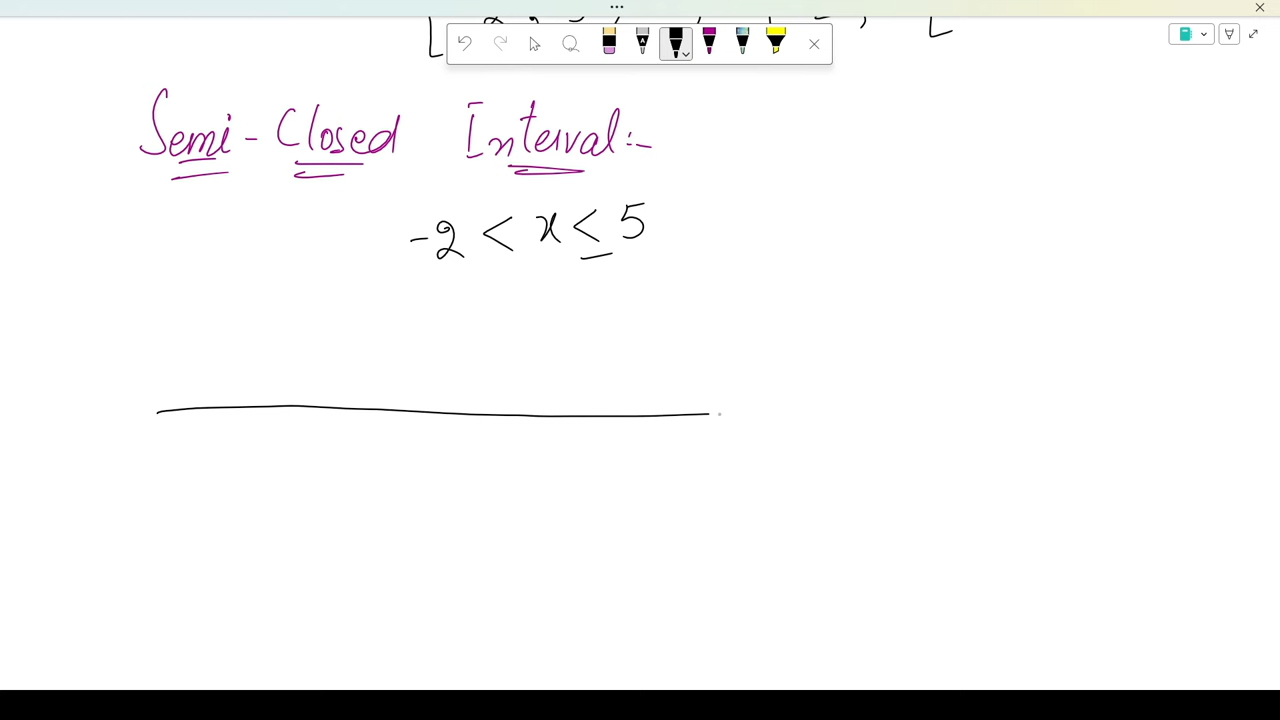 Semi-Closed Interval:-
-2 < x ≤ 5